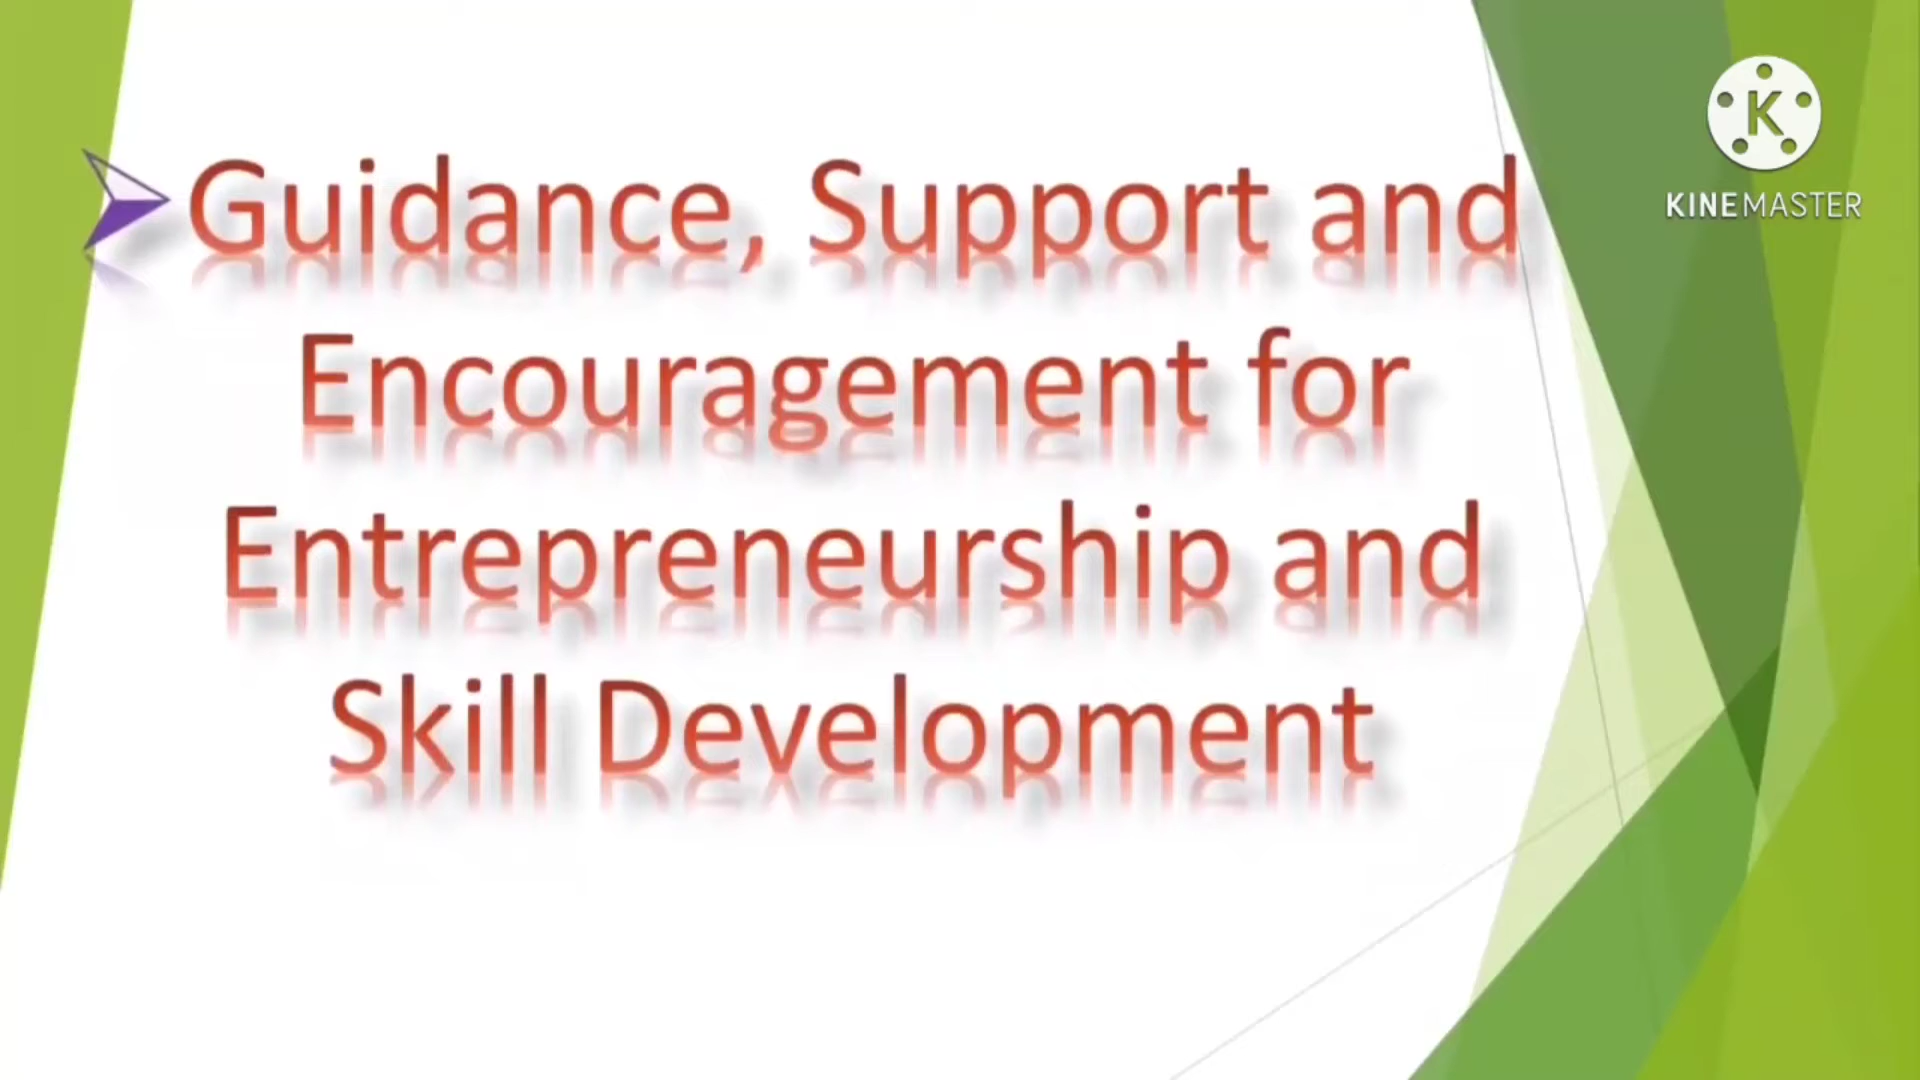 Guidance, Support and
Encouragement for
Entrepreneurship and
Skill Development
K
KINEMASTER